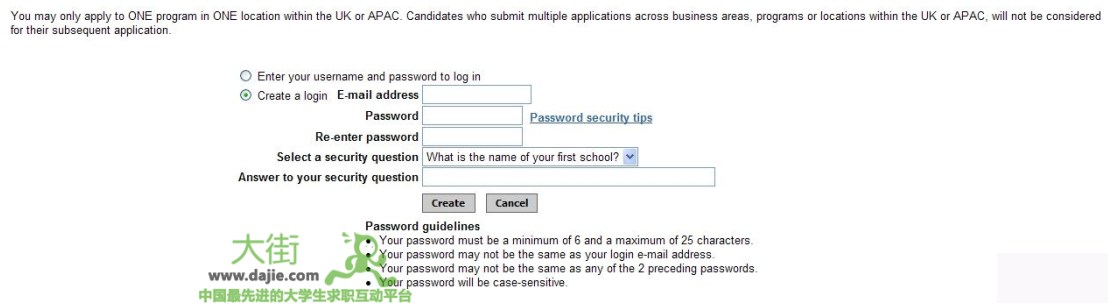 You may only apply to ONE program in ONE location within the UK or APAC. Candidates who submit multiple applications across business areas, programs or locations within the UK or APAC, will not be considered
for their subsequent application.
Enter your username and password to log in
Create a login E-mail address
Password Password security tips
Re-enter password
Select a security question What is the name of your first school?
Answer to your security question
Create Cancel
Password guidelines
Your password must be a minimum of 6 and a maximum of 25 characters.
Your password may not be the same as your login e-mail address.
Your password may not be the same as any of the 2 preceding passwords.
Your password will be case-sensitive.
大街
www.dajie.com
中国最先进的大学生求职互动平台